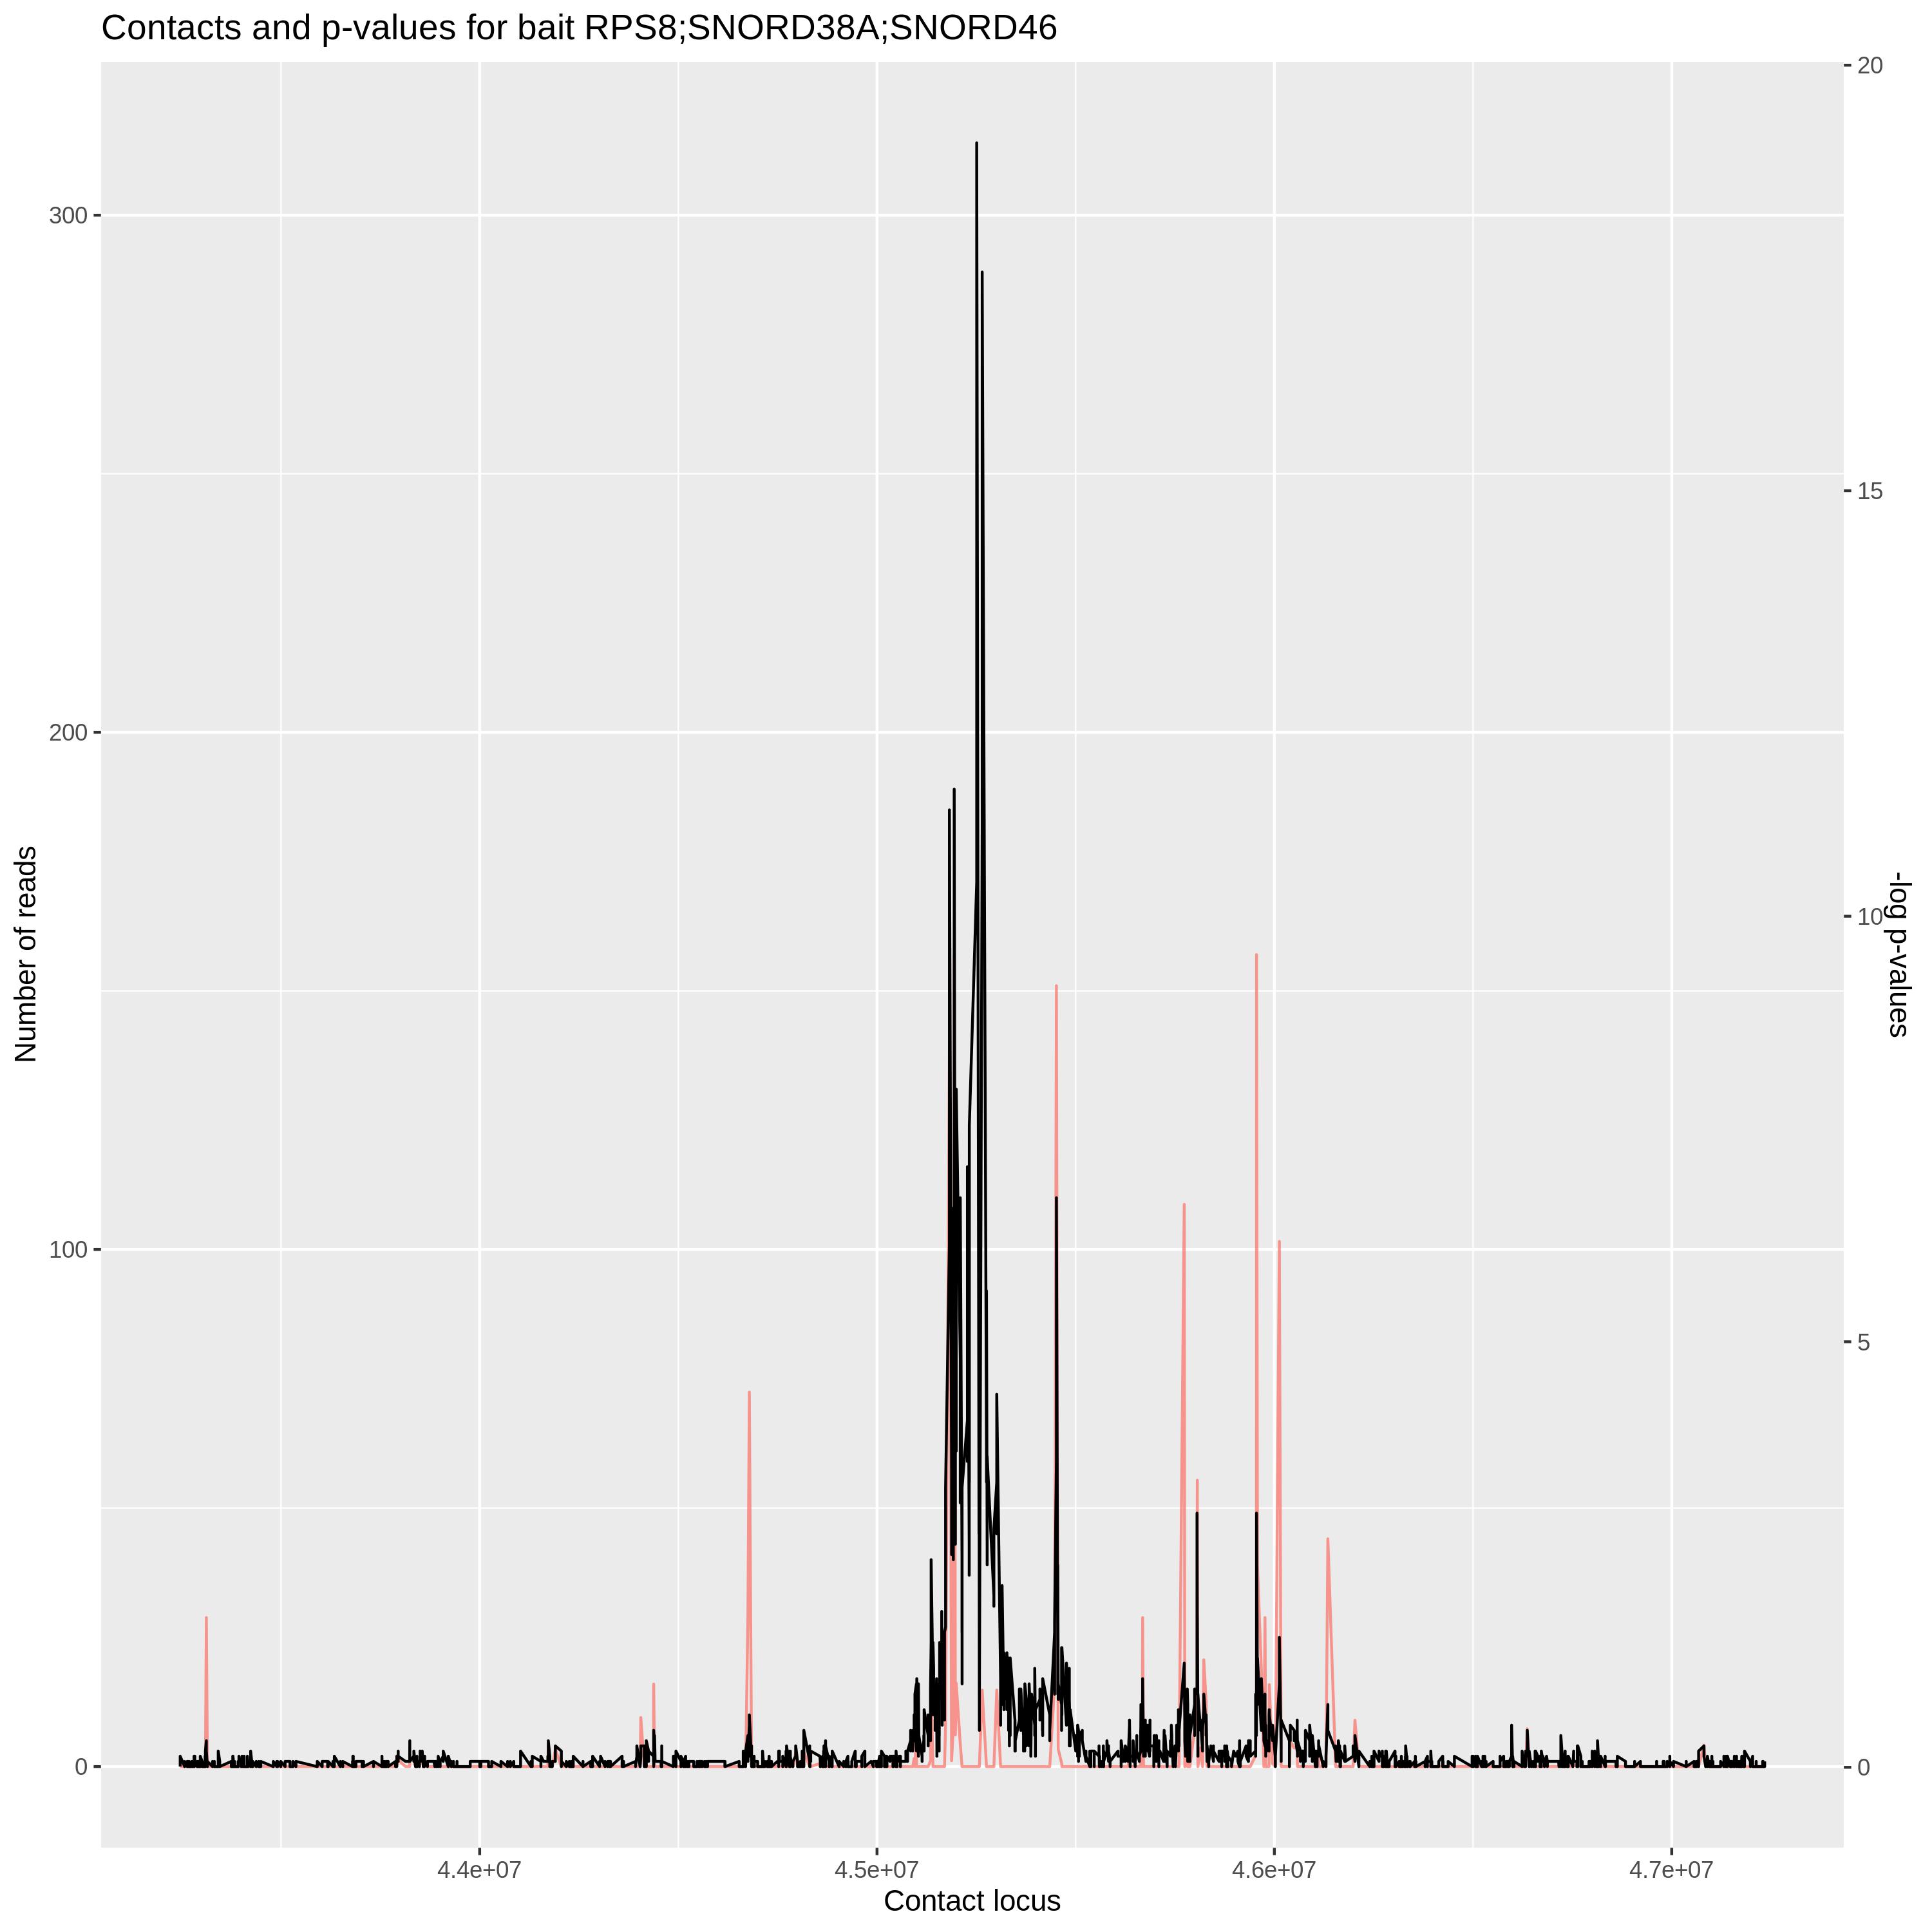 Contacts and p-values for bait RPS8;SNORD38A;SNORD46
Number of reads
300
200
100
0
20
15
10
5
0
-log p-values
4.4e+07
4.5e+07
4.6e+07
4.7e+07
Contact locus